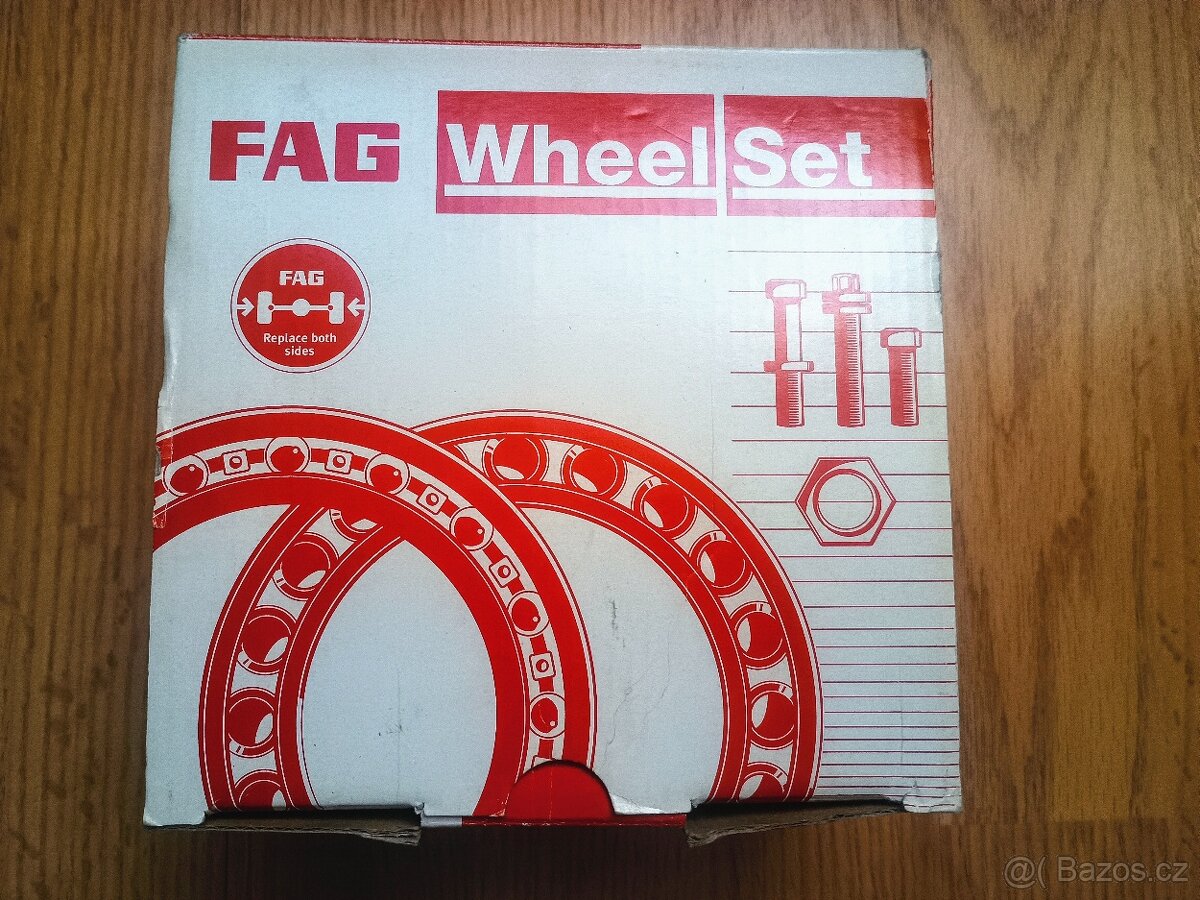 FAG Wheel Set
FAG
Replace both
sides
@( Bazos.cz